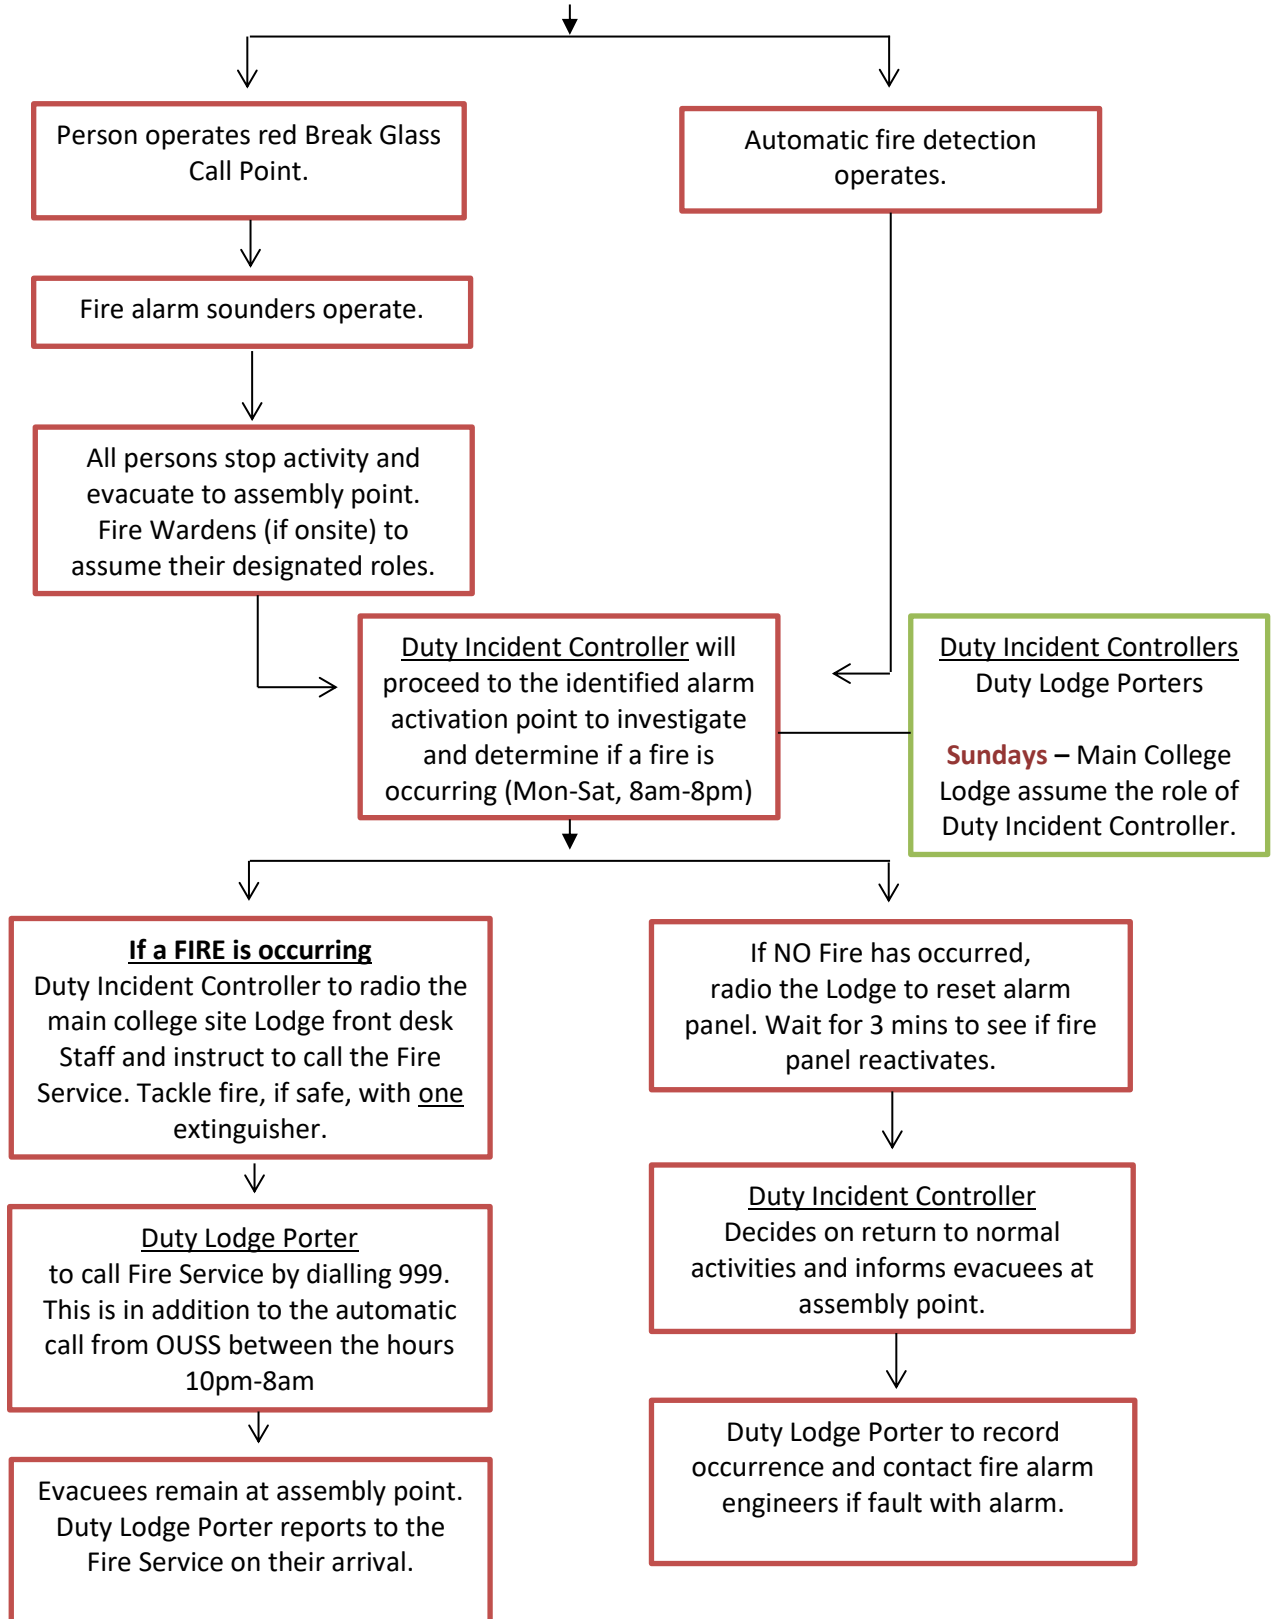 Person operates red Break Glass
Call Point.
Automatic fire detection
operates.
Fire alarm sounders operate.
All persons stop activity and
evacuate to assembly point.
Fire Wardens (if onsite) to
assume their designated roles.
Duty Incident Controller will
proceed to the identified alarm
activation point to investigate
and determine if a fire is
occurring (Mon-Sat, 8am-8pm)
Duty Incident Controllers
Duty Lodge Porters
Sundays – Main College
Lodge assume the role of
Duty Incident Controller.
If a FIRE is occurring
Duty Incident Controller to radio the
main college site Lodge front desk
Staff and instruct to call the Fire
Service. Tackle fire, if safe, with one
extinguisher.
If NO Fire has occurred,
radio the Lodge to reset alarm
panel. Wait for 3 mins to see if fire
panel reactivates.
Duty Lodge Porter
to call Fire Service by dialling 999.
This is in addition to the automatic
call from OUSS between the hours
10pm-8am
Duty Incident Controller
Decides on return to normal
activities and informs evacuees at
assembly point.
Evacuees remain at assembly point.
Duty Lodge Porter reports to the
Fire Service on their arrival.
Duty Lodge Porter to record
occurrence and contact fire alarm
engineers if fault with alarm.